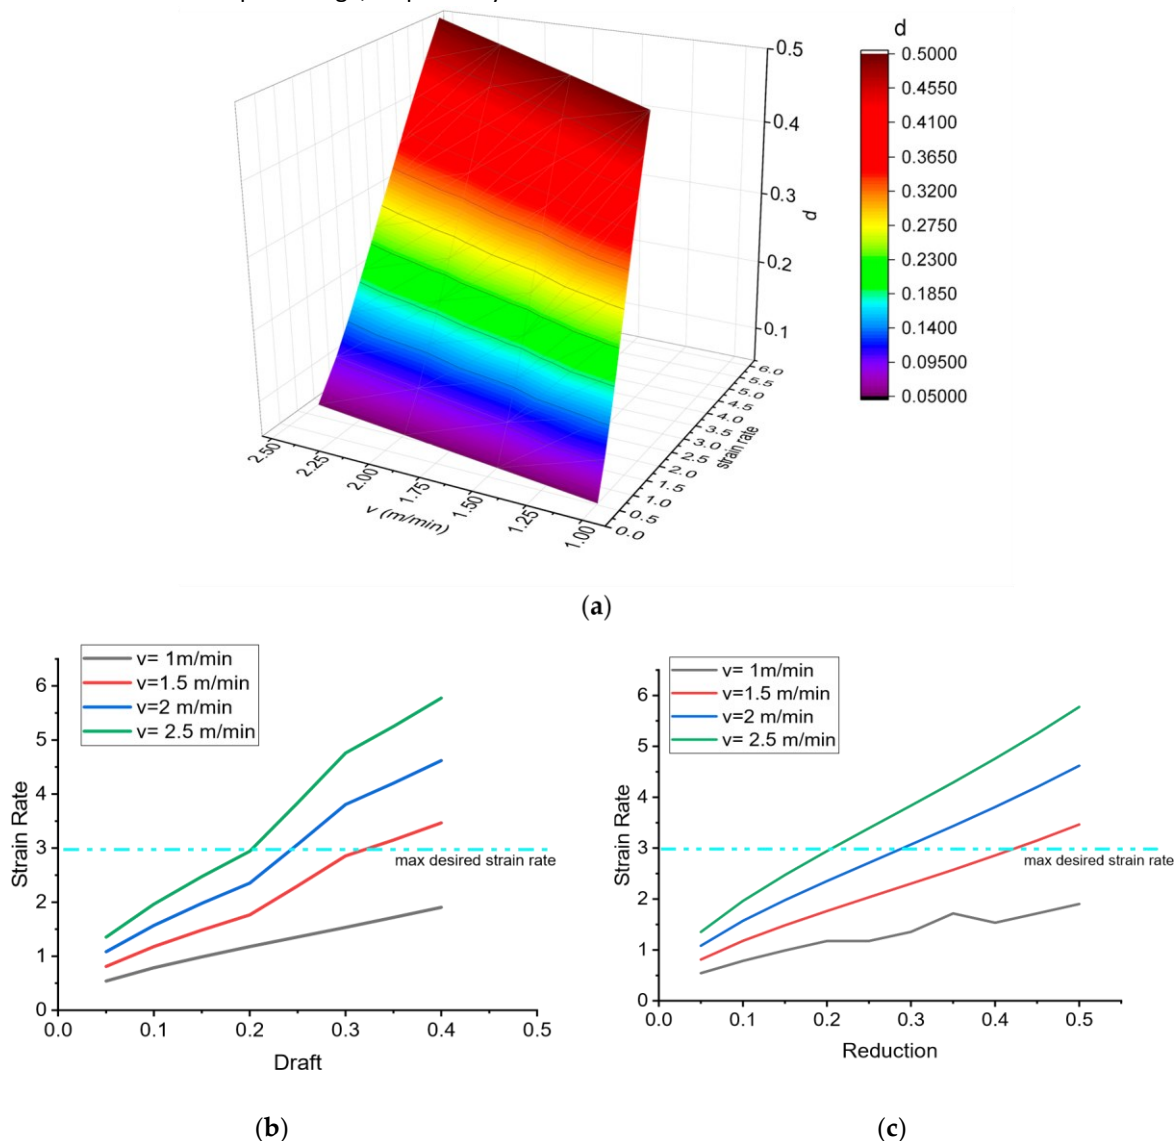 d
0.5
0.4
0.3
0.2
0.1
d
0.5000
0.4550
0.4100
0.3650
0.3200
0.2750
0.2300
0.1850
0.1400
0.09500
0.05000
6.0
5.5
5.0
4.5
4.0
3.5
3.0
2.5
2.0
1.5
1.0
0.5
0.0
strain rate
2.50
2.25
2.00
1.75
1.50
1.25
1.00
v (m/min)
(a)
v= 1m/min
v=1.5 m/min
v=2 m/min
v= 2.5 m/min
6
5
4
3
2
1
0
Strain Rate
max desired strain rate
0.0 0.1 0.2 0.3 0.4 0.5
Draft
(b)
v= 1 m/min
v=1.5 m/min
v=2 m/min
v= 2.5 m/min
6
5
4
3
2
1
0
Strain Rate
max desired strain rate
0.0 0.1 0.2 0.3 0.4 0.5
Reduction
(c)